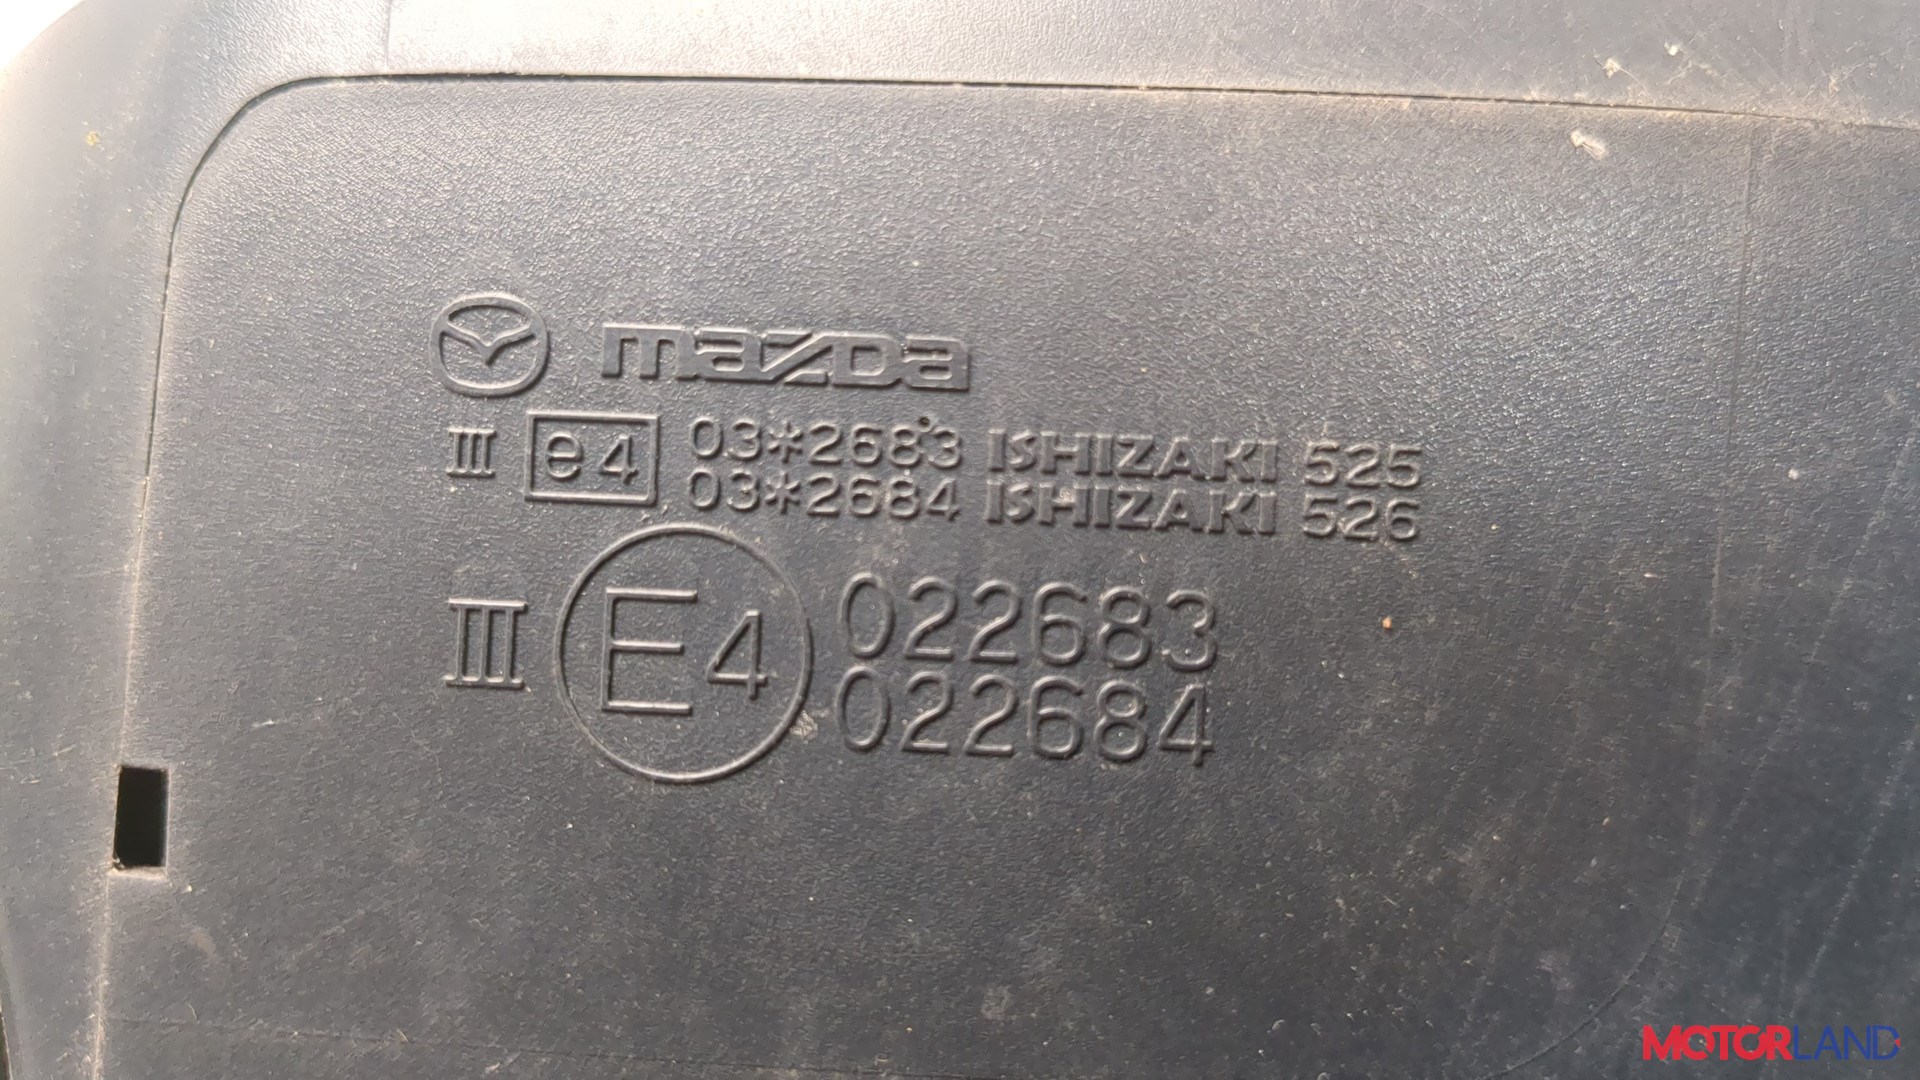 mazda
III e4 03*2683 ISHIZAKI 525
03*2684 ISHIZAKI 526
III E4 022683
022684
MOTORLAND